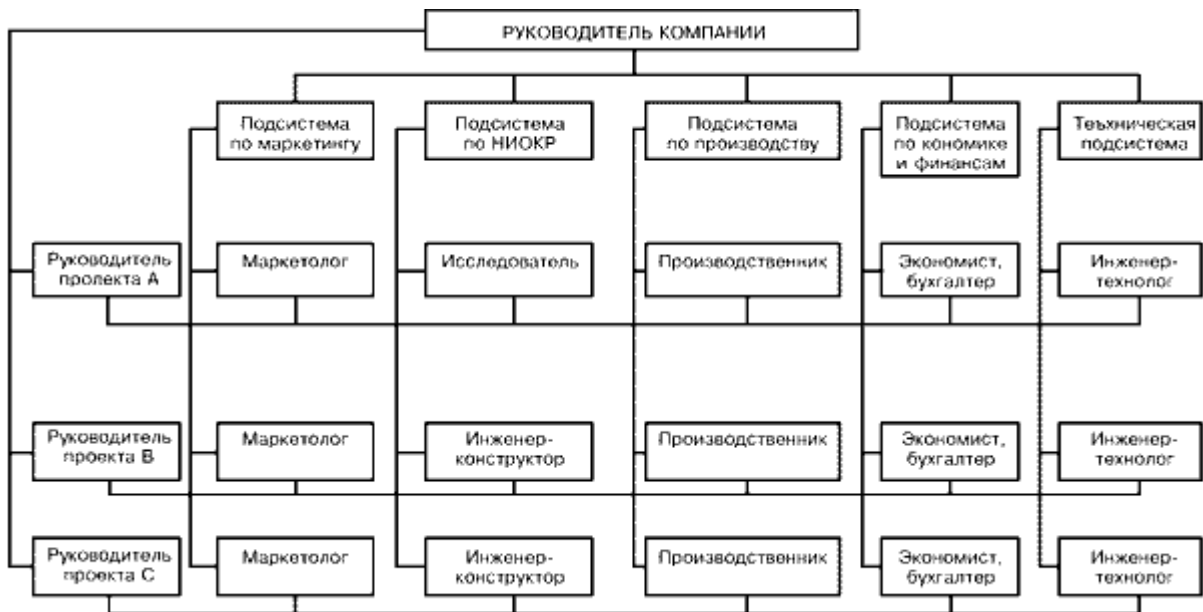 РУКОВОДИТЕЛЬ КОМПАНИИ
Подсистема
по маркетингу
Подсистема
по НИОКР
Подсистема
по производству
Подсистема
по кономике
и финансам
Теъхническая
подсистема
Руководитель
пролекта А
Маркетолог
Исследователь
Производственник
Экономист,
бухгалтер
Инженер-
технолог
Руководитель
проекта В
Маркетолог
Инженер-
конструктор
Производственник
Экономист,
бухгалтер
Инженер-
технолог
Руководитель
проекта С
Маркетолог
Инженер-
конструктор
Производственник
Экономист,
бухгалтер
Инженер-
технолог